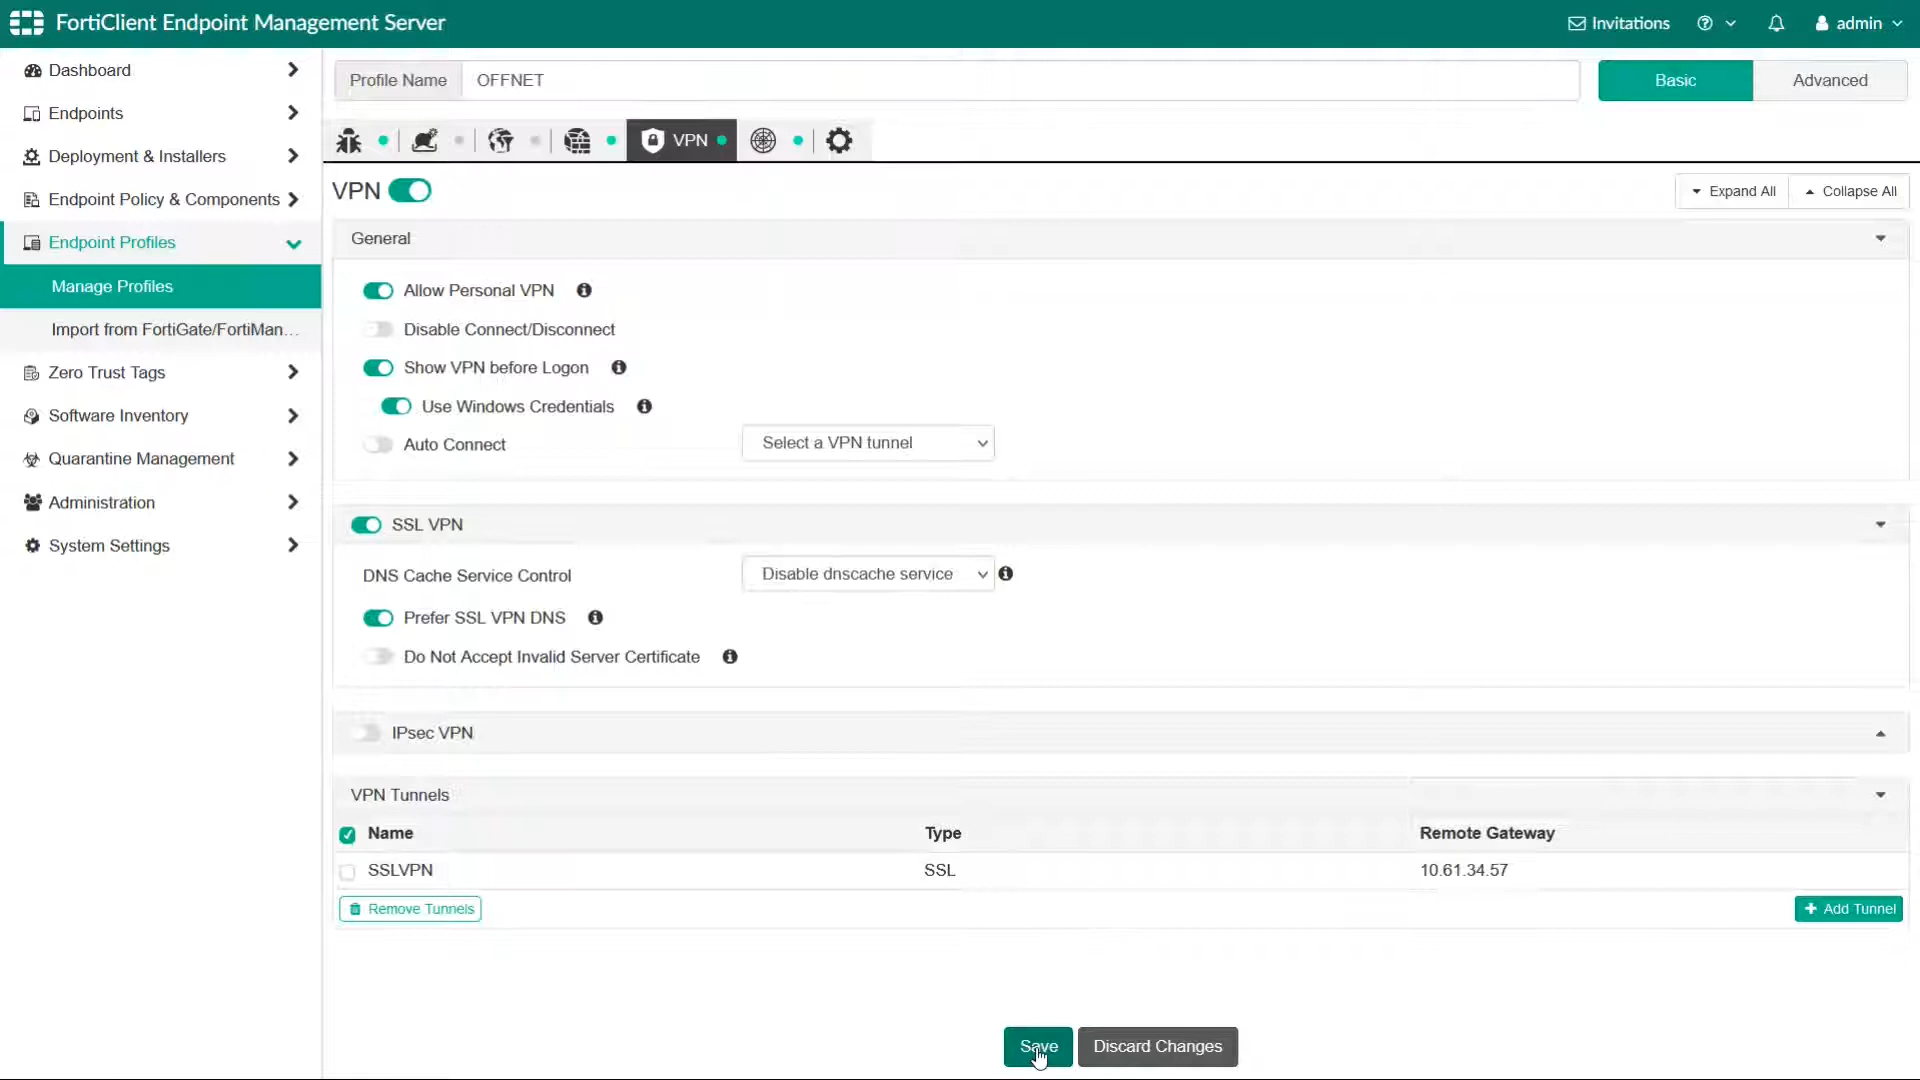 FortiClient Endpoint Management Server
Invitations
admin
Dashboard
Endpoints
Deployment & Installers
Endpoint Policy & Components
Endpoint Profiles
Manage Profiles
Import from FortiGate/FortiMan...
Zero Trust Tags
Software Inventory
Quarantine Management
Administration
System Settings
Profile Name OFFNET
Basic Advanced
VPN
VPN
Expand All Collapse All
General
Allow Personal VPN
Disable Connect/Disconnect
Show VPN before Logon
Use Windows Credentials
Auto Connect Select a VPN tunnel
SSL VPN
DNS Cache Service Control Disable dnscache service
Prefer SSL VPN DNS
Do Not Accept Invalid Server Certificate
IPsec VPN
VPN Tunnels
Name Type Remote Gateway
SSLVPN SSL 10.61.34.57
Remove Tunnels + Add Tunnel
Save Discard Changes